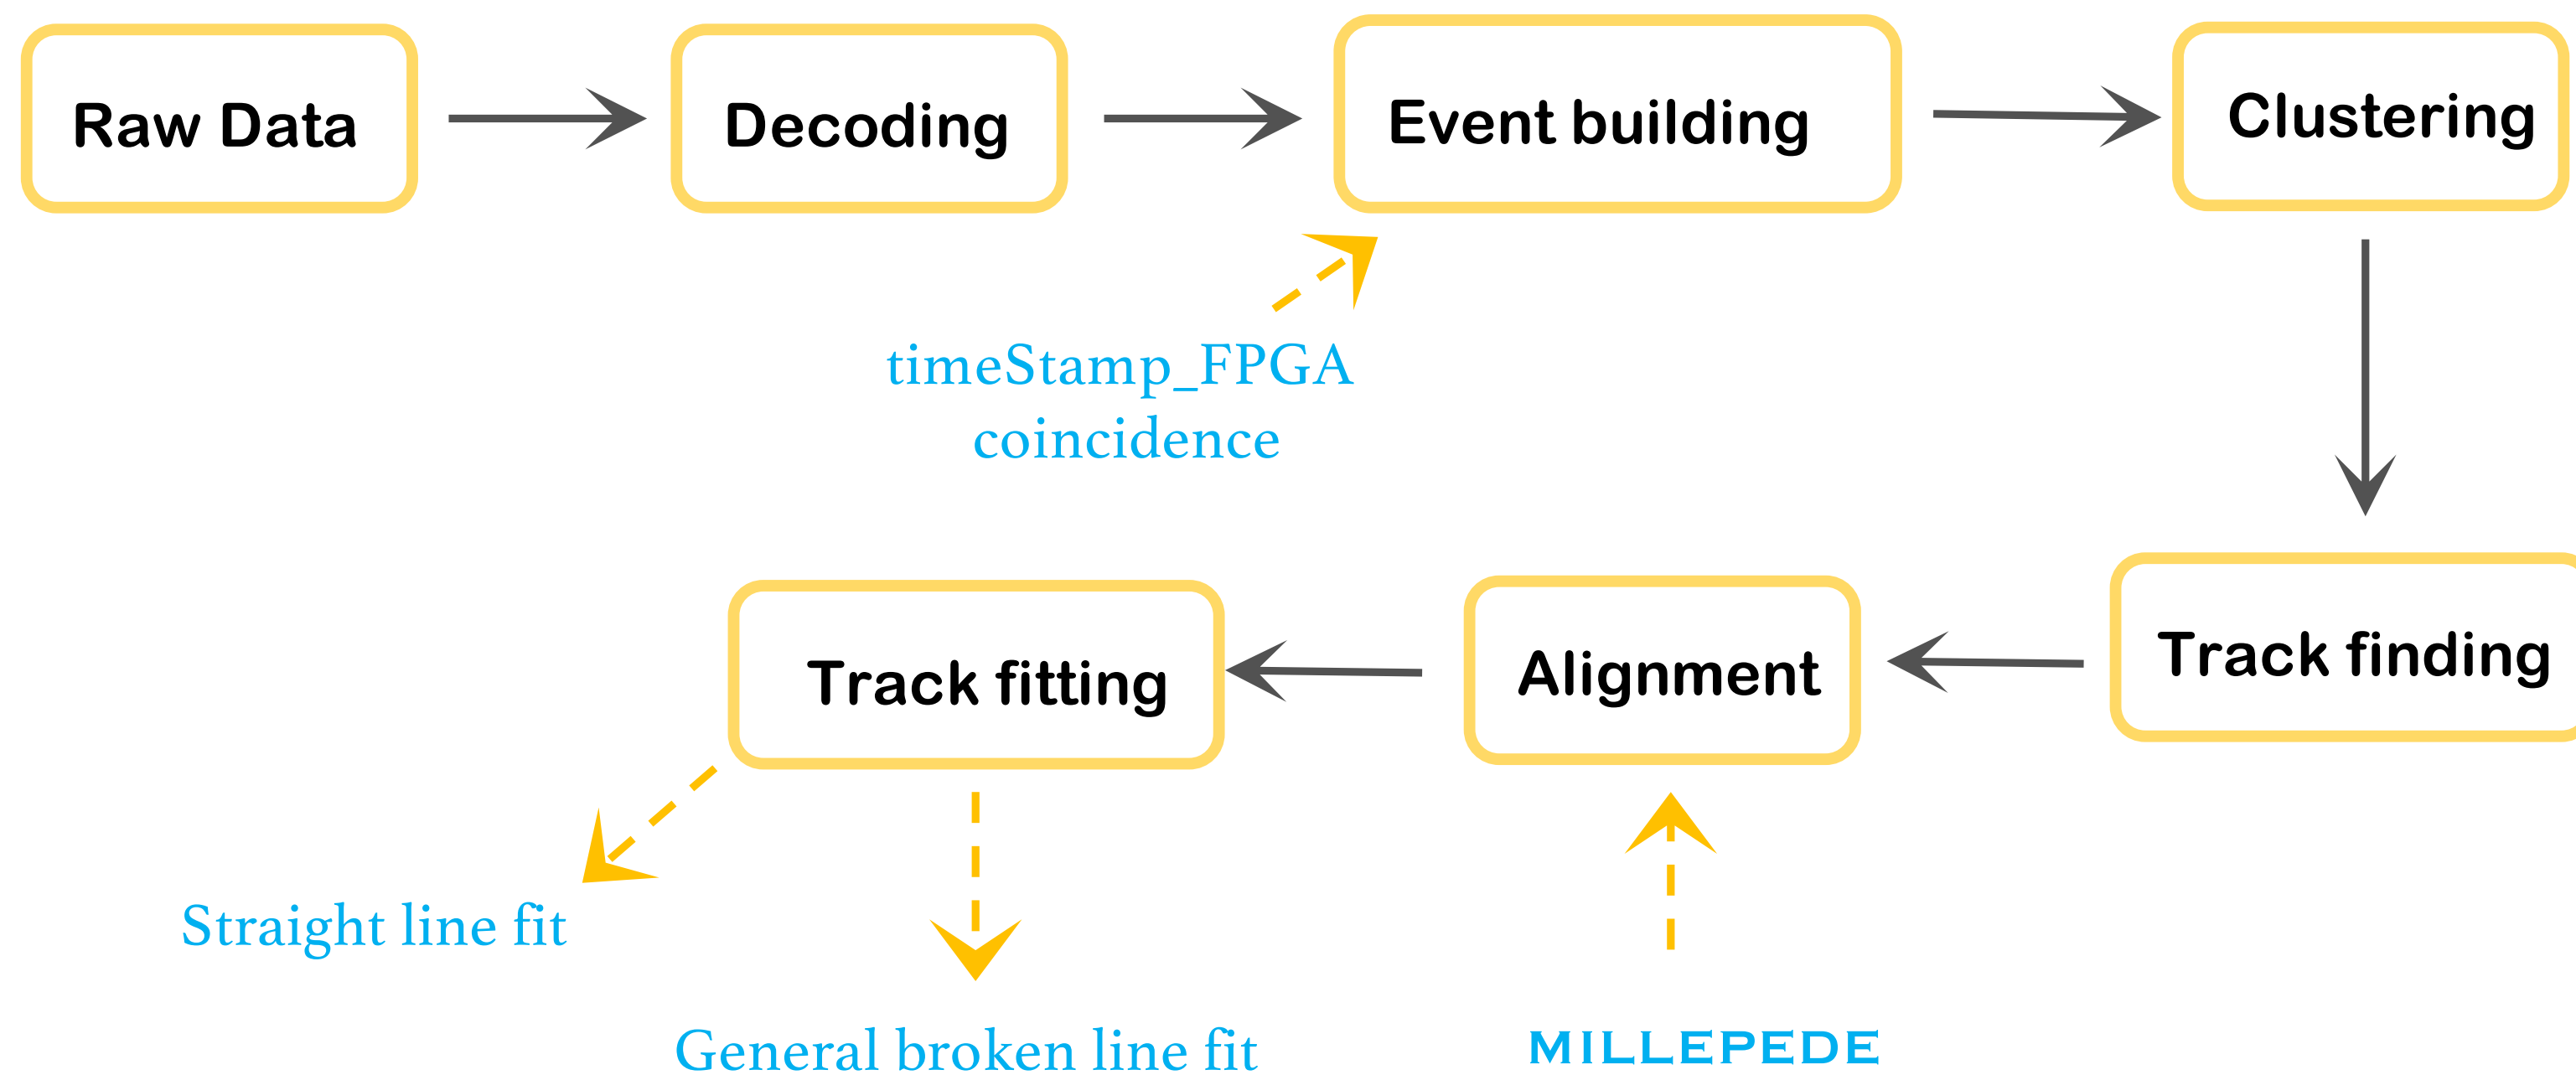 Raw Data
Decoding
Event building
Clustering
timeStamp_FPGA
coincidence
Track fitting
Alignment
Track finding
Straight line fit
General broken line fit
MILLEPEDE